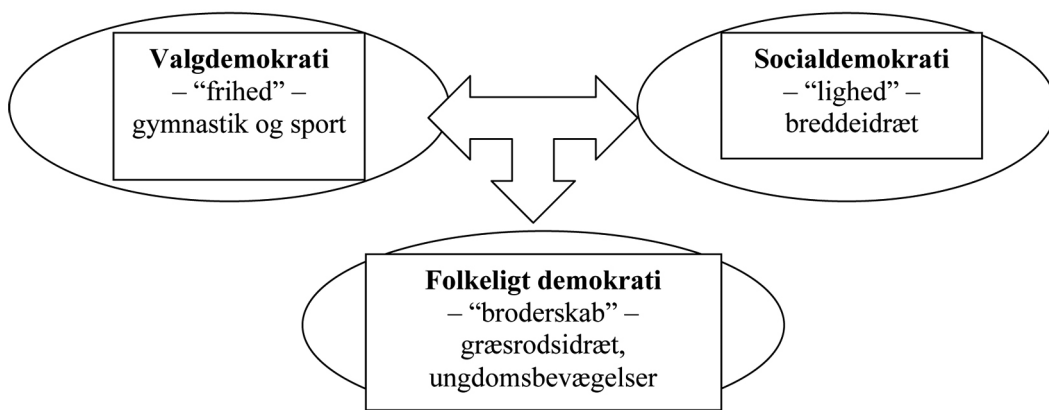 Valgdemokrati
– “frihed” –
gymnastik og sport
Socialdemokrati
– “lighed” –
breddeidræt
Folkeligt demokrati
– “broderskab” –
græsrodsidræt,
ungdomsbevægelser